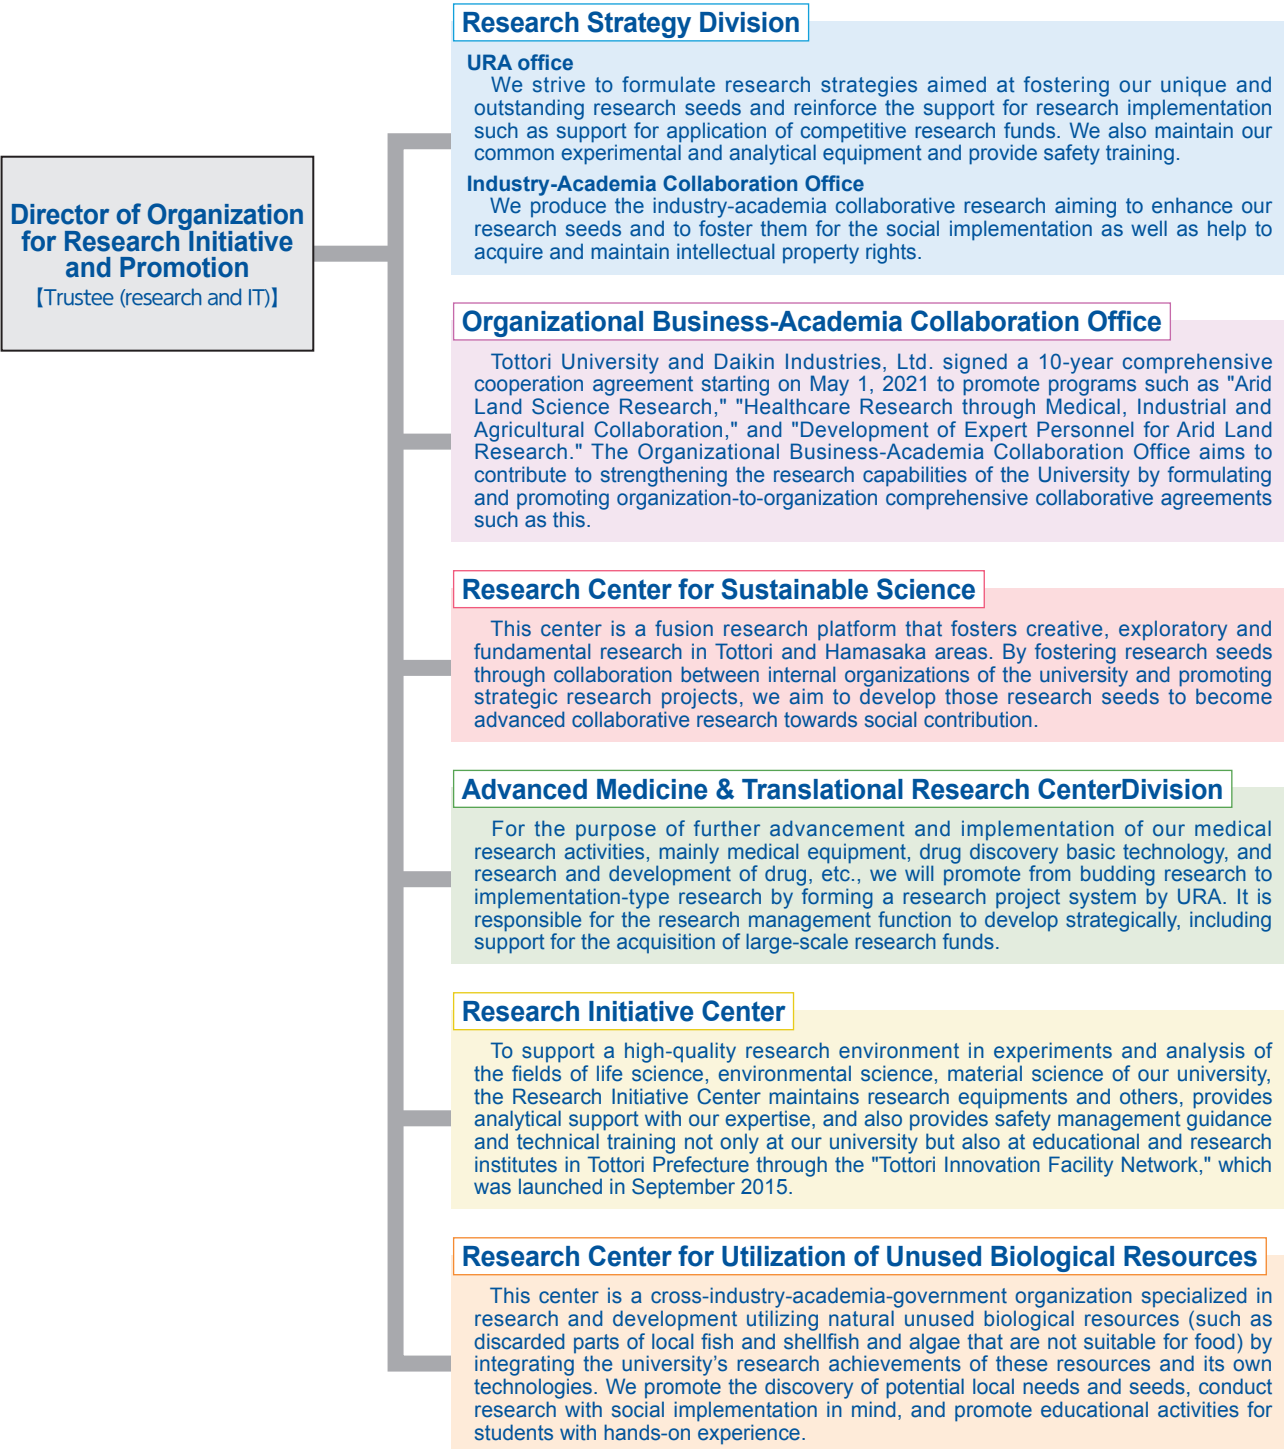 Director of Organization
for Research Initiative
and Promotion
【Trustee (research and IT)】
Research Strategy Division
URA office
We strive to formulate research strategies aimed at fostering our unique and
outstanding research seeds and reinforce the support for research implementation
such as support for application of competitive research funds. We also maintain our
common experimental and analytical equipment and provide safety training.
Industry-Academia Collaboration Office
We produce the industry-academia collaborative research aiming to enhance our
research seeds and to foster them for the social implementation as well as help to
acquire and maintain intellectual property rights.
Organizational Business-Academia Collaboration Office
Tottori University and Daikin Industries, Ltd. signed a 10-year comprehensive
cooperation agreement starting on May 1, 2021 to promote programs such as "Arid
Land Science Research," "Healthcare Research through Medical, Industrial and
Agricultural Collaboration," and "Development of Expert Personnel for Arid Land
Research." The Organizational Business-Academia Collaboration Office aims to
contribute to strengthening the research capabilities of the University by formulating
and promoting organization-to-organization comprehensive collaborative agreements
such as this.
Research Center for Sustainable Science
This center is a fusion research platform that fosters creative, exploratory and
fundamental research in Tottori and Hamasaka areas. By fostering research seeds
through collaboration between internal organizations of the university and promoting
strategic research projects, we aim to develop those research seeds to become
advanced collaborative research towards social contribution.
Advanced Medicine & Translational Research CenterDivision
For the purpose of further advancement and implementation of our medical
research activities, mainly medical equipment, drug discovery basic technology, and
research and development of drug, etc., we will promote from budding research to
implementation-type research by forming a research project system by URA. It is
responsible for the research management function to develop strategically, including
support for the acquisition of large-scale research funds.
Research Initiative Center
To support a high-quality research environment in experiments and analysis of
the fields of life science, environmental science, material science of our university,
the Research Initiative Center maintains research equipments and others, provides
analytical support with our expertise, and also provides safety management guidance
and technical training not only at our university but also at educational and research
institutes in Tottori Prefecture through the "Tottori Innovation Facility Network," which
was launched in September 2015.
Research Center for Utilization of Unused Biological Resources
This center is a cross-industry-academia-government organization specialized in
research and development utilizing natural unused biological resources (such as
discarded parts of local fish and shellfish and algae that are not suitable for food) by
integrating the university’s research achievements of these resources and its own
technologies. We promote the discovery of potential local needs and seeds, conduct
research with social implementation in mind, and promote educational activities for
students with hands-on experience.